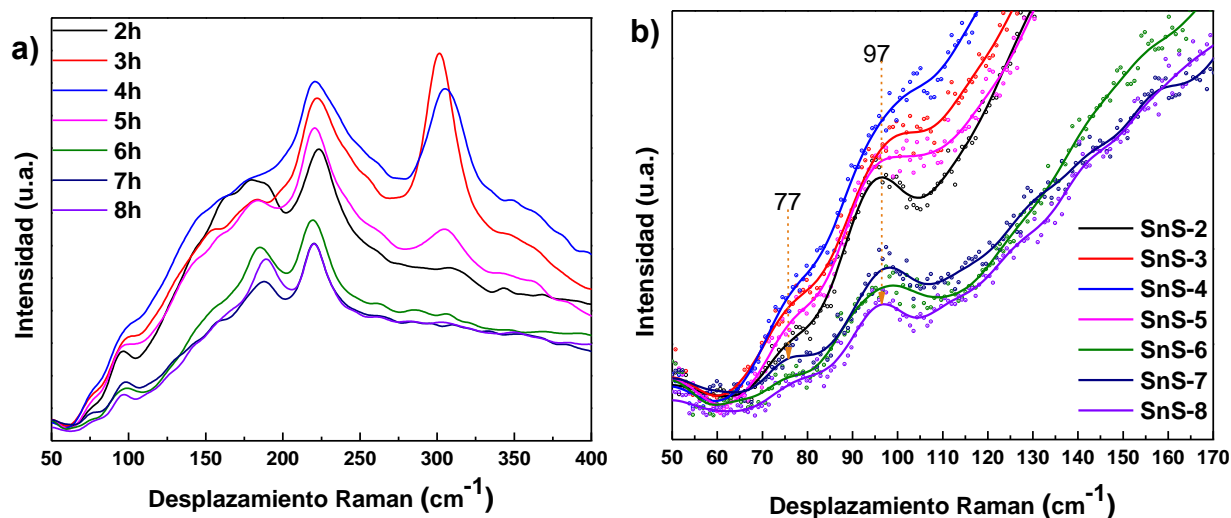 a)
2h
3h
4h
5h
6h
7h
8h
Intensidad (u.a.)
50 100 150 200 250 300 350 400
Desplazamiento Raman (cm⁻¹)
b)
97
77
SnS-2
SnS-3
SnS-4
SnS-5
SnS-6
SnS-7
SnS-8
Intensidad (u.a.)
50 60 70 80 90 100 110 120 130 140 150 160 170
Desplazamiento Raman (cm⁻¹)